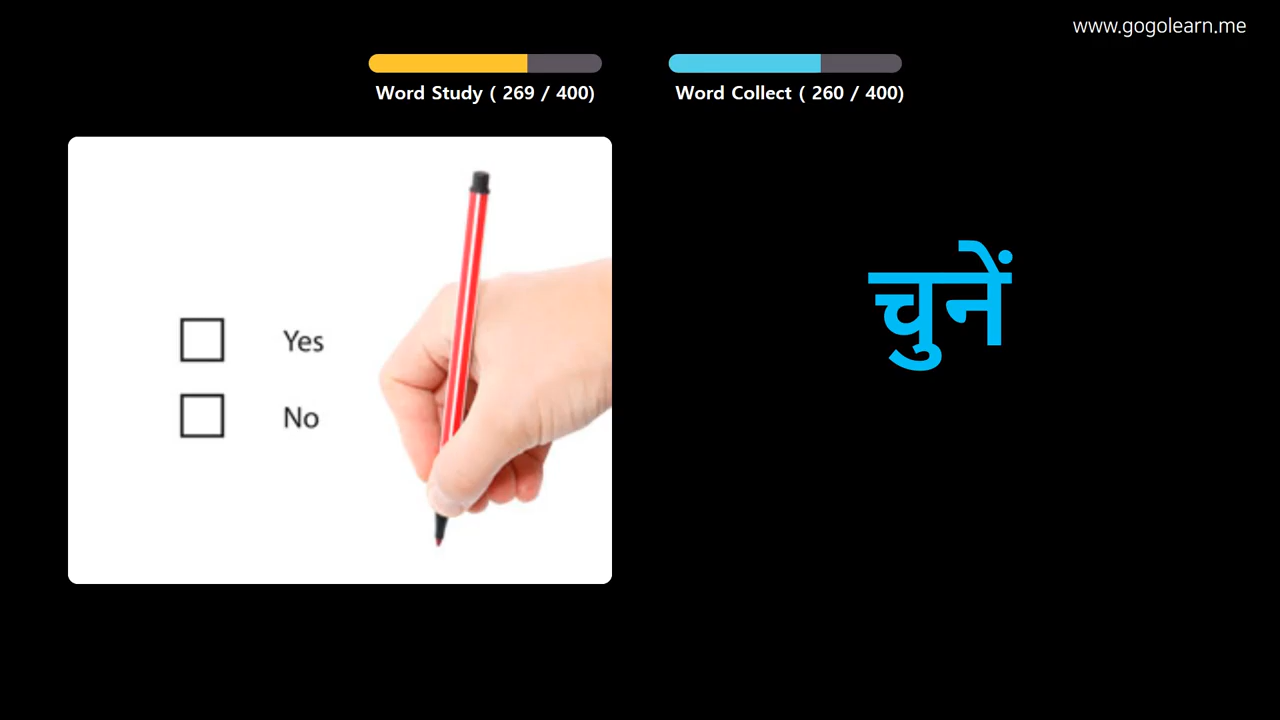 www.gogolearn.me
Word Study ( 269 / 400)
Word Collect ( 260 / 400)
Yes
No
चुनें